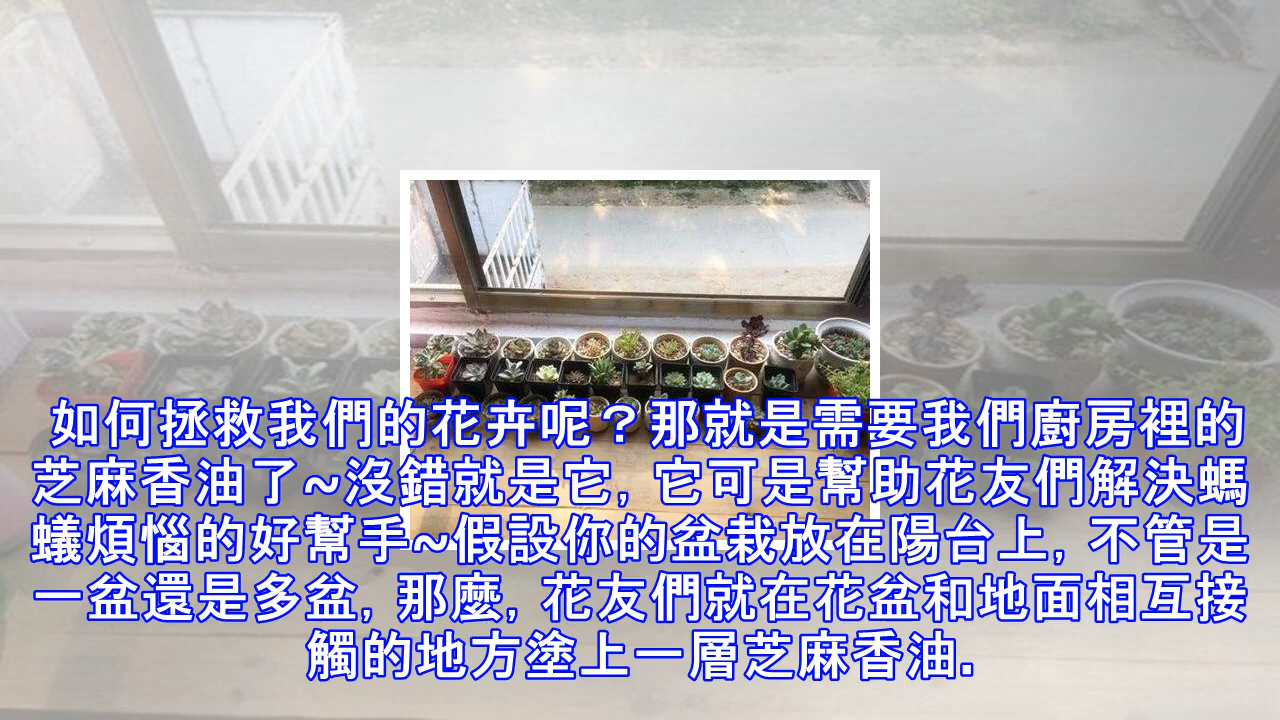 如何拯救我們的花卉呢？那就是需要我們廚房裡的
芝麻香油了~沒錯就是它, 它可是幫助花友們解決螞
蟻煩惱的好幫手~假設你的盆栽放在陽台上, 不管是
一盆還是多盆, 那麼, 花友們就在花盆和地面相互接
觸的地方塗上一層芝麻香油.